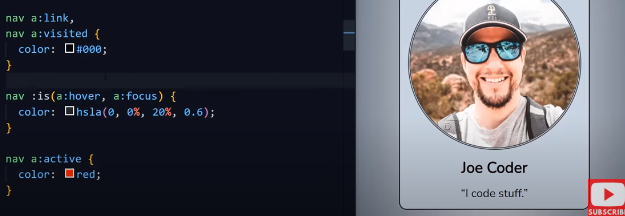 nav a:link,
nav a:visited {
color: #000;
}
nav :is(a:hover, a:focus) {
color: hsla(0, 0%, 20%, 0.6);
}
nav a:active {
color: red;
}
Joe Coder
“I code stuff.”
SUBSCRIBE